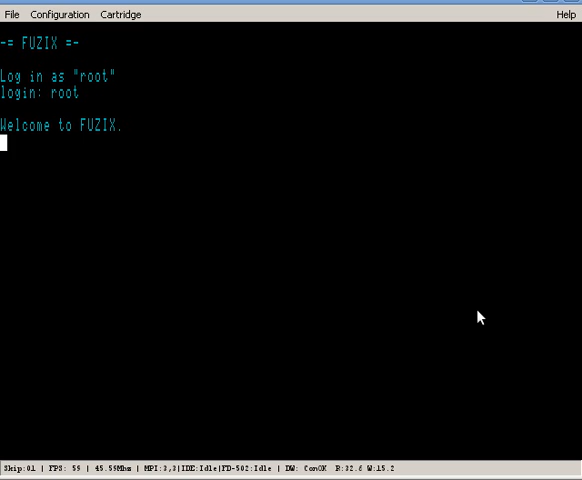 File Configuration Cartridge Help
-= FUZIX =-
Log in as "root"
login: root
Welcome to FUZIX.
Skip:01 | FPS: 59 | 45.59Mhz | MPI:3,3|IDE:Idle|FD-502:Idle | DW: ConOK R:32.6 W:15.2